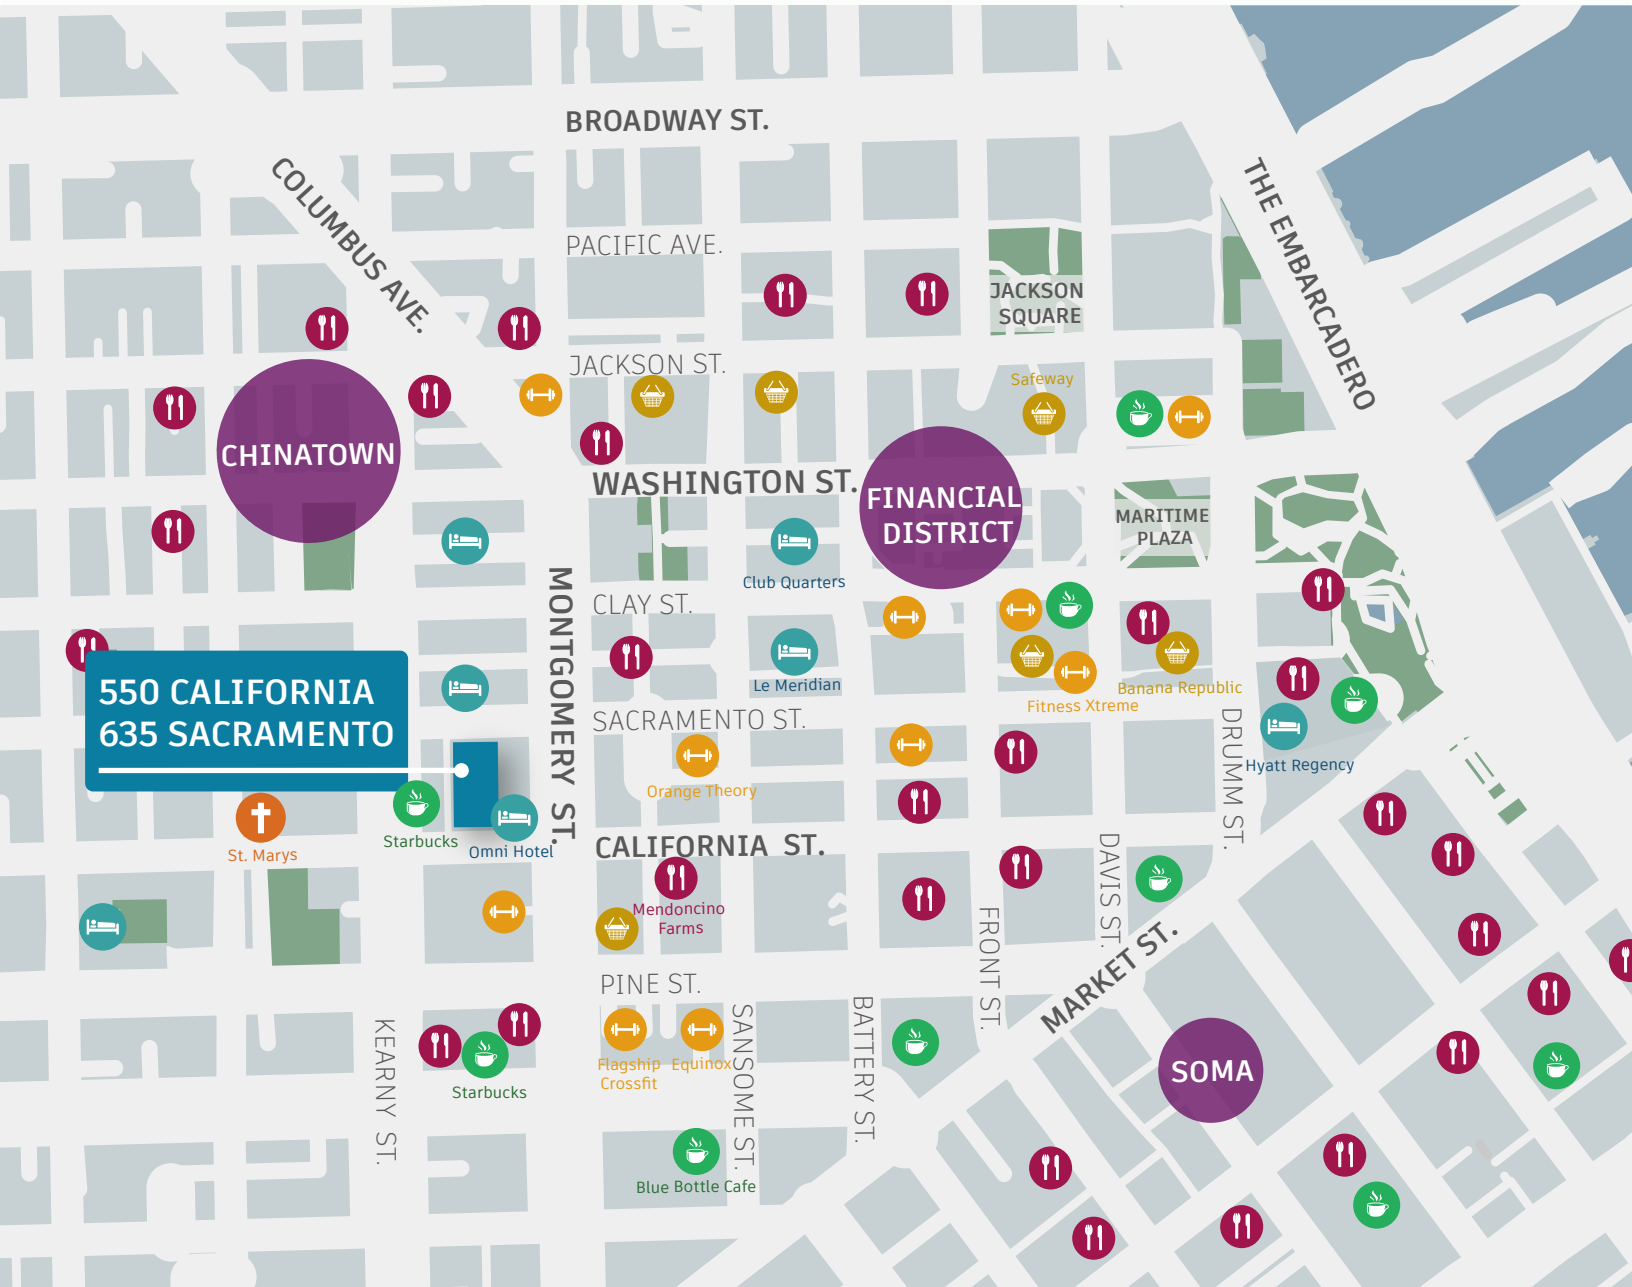 BROADWAY ST.
COLUMBUS AVE.
THE EMBARCADERO
PACIFIC AVE.
JACKSON
SQUARE
JACKSON ST.
Safeway
CHINATOWN
WASHINGTON ST.
FINANCIAL
DISTRICT
MARITIME
PLAZA
MONTGOMERY ST.
Club Quarters
CLAY ST.
550 CALIFORNIA
635 SACRAMENTO
Le Meridian
Banana Republic
Fitness Xtreme
SACRAMENTO ST.
DRUMM ST.
Hyatt Regency
Orange Theory
Starbucks
Omni Hotel
St. Marys
CALIFORNIA ST.
DAVIS ST.
Mendoncino
Farms
FRONT ST.
MARKET ST.
PINE ST.
KEARNY ST.
SANSOME ST.
BATTERY ST.
Flagship
Crossfit
Equinox
SOMA
Starbucks
Blue Bottle Cafe